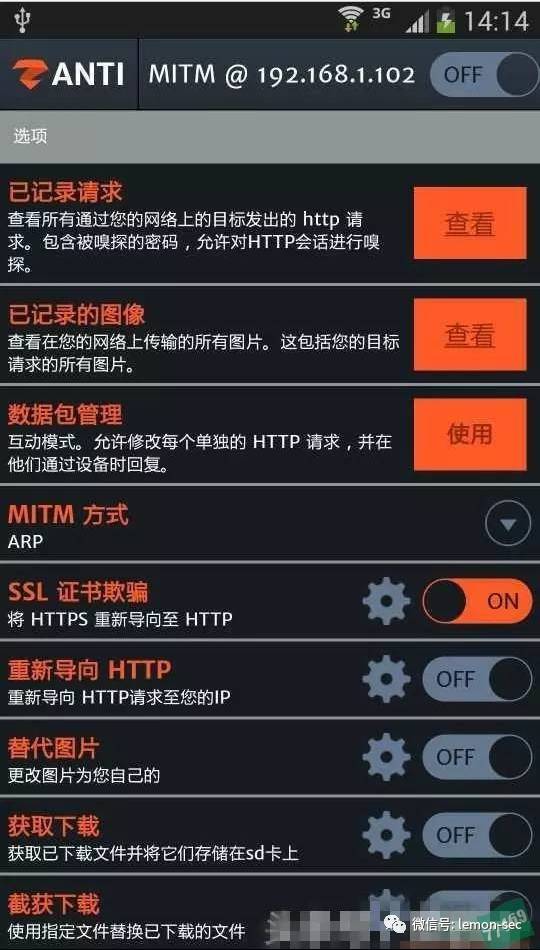 3G
14:14
ANTI
MITM @ 192.168.1.102
OFF
选项
已记录请求
查看所有通过您的网络上的目标发出的 http 请
求。包含被嗅探的密码，允许对HTTP会话进行嗅
探。
查看
已记录的图像
查看在您的网络上传输的所有图片。这包括您的目标
请求的所有图片。
查看
数据包管理
互动模式。允许修改每个单独的 HTTP 请求，并在
他们通过设备时回复。
使用
MITM 方式
ARP
SSL 证书欺骗
将 HTTPS 重新导向至 HTTP
ON
重新导向 HTTP
重新导向 HTTP请求至您的IP
OFF
替代图片
更改图片为您自己的
OFF
获取下载
获取已下载文件并将它们存储在sd卡上
OFF
截获下载
使用指定文件替换已下载的文件
微信号: lemon-sec